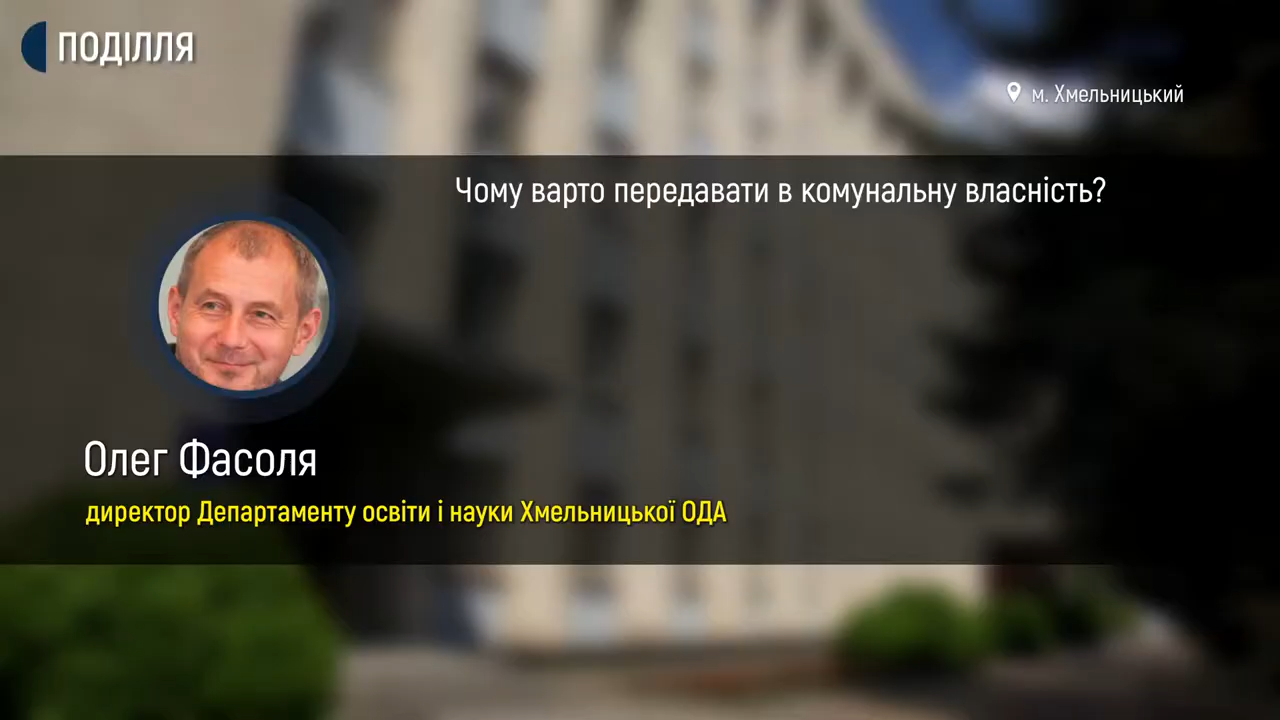 ПОДІЛЛЯ
м. Хмельницький
Чому варто передавати в комунальну власність?
Олег Фасоля
директор Департаменту освіти і науки Хмельницької ОДА